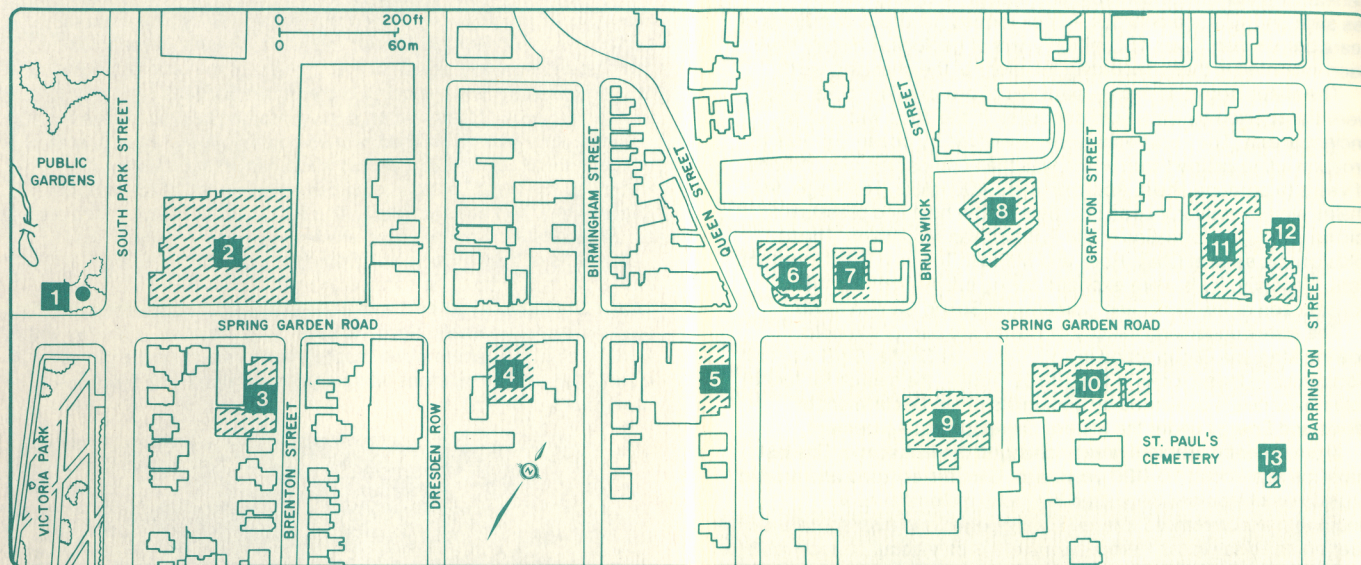 0 200ft
0 60m
PUBLIC
GARDENS
SOUTH PARK STREET
BIRMINGHAM STREET
QUEEN STREET
BRUNSWICK
STREET
GRAFTON STREET
BARRINGTON STREET
1
2
6
7
8
11
12
SPRING GARDEN ROAD
SPRING GARDEN ROAD
VICTORIA PARK
3
BRENTON STREET
DRESDEN ROW
4
N
5
9
10
ST. PAUL'S
CEMETERY
13